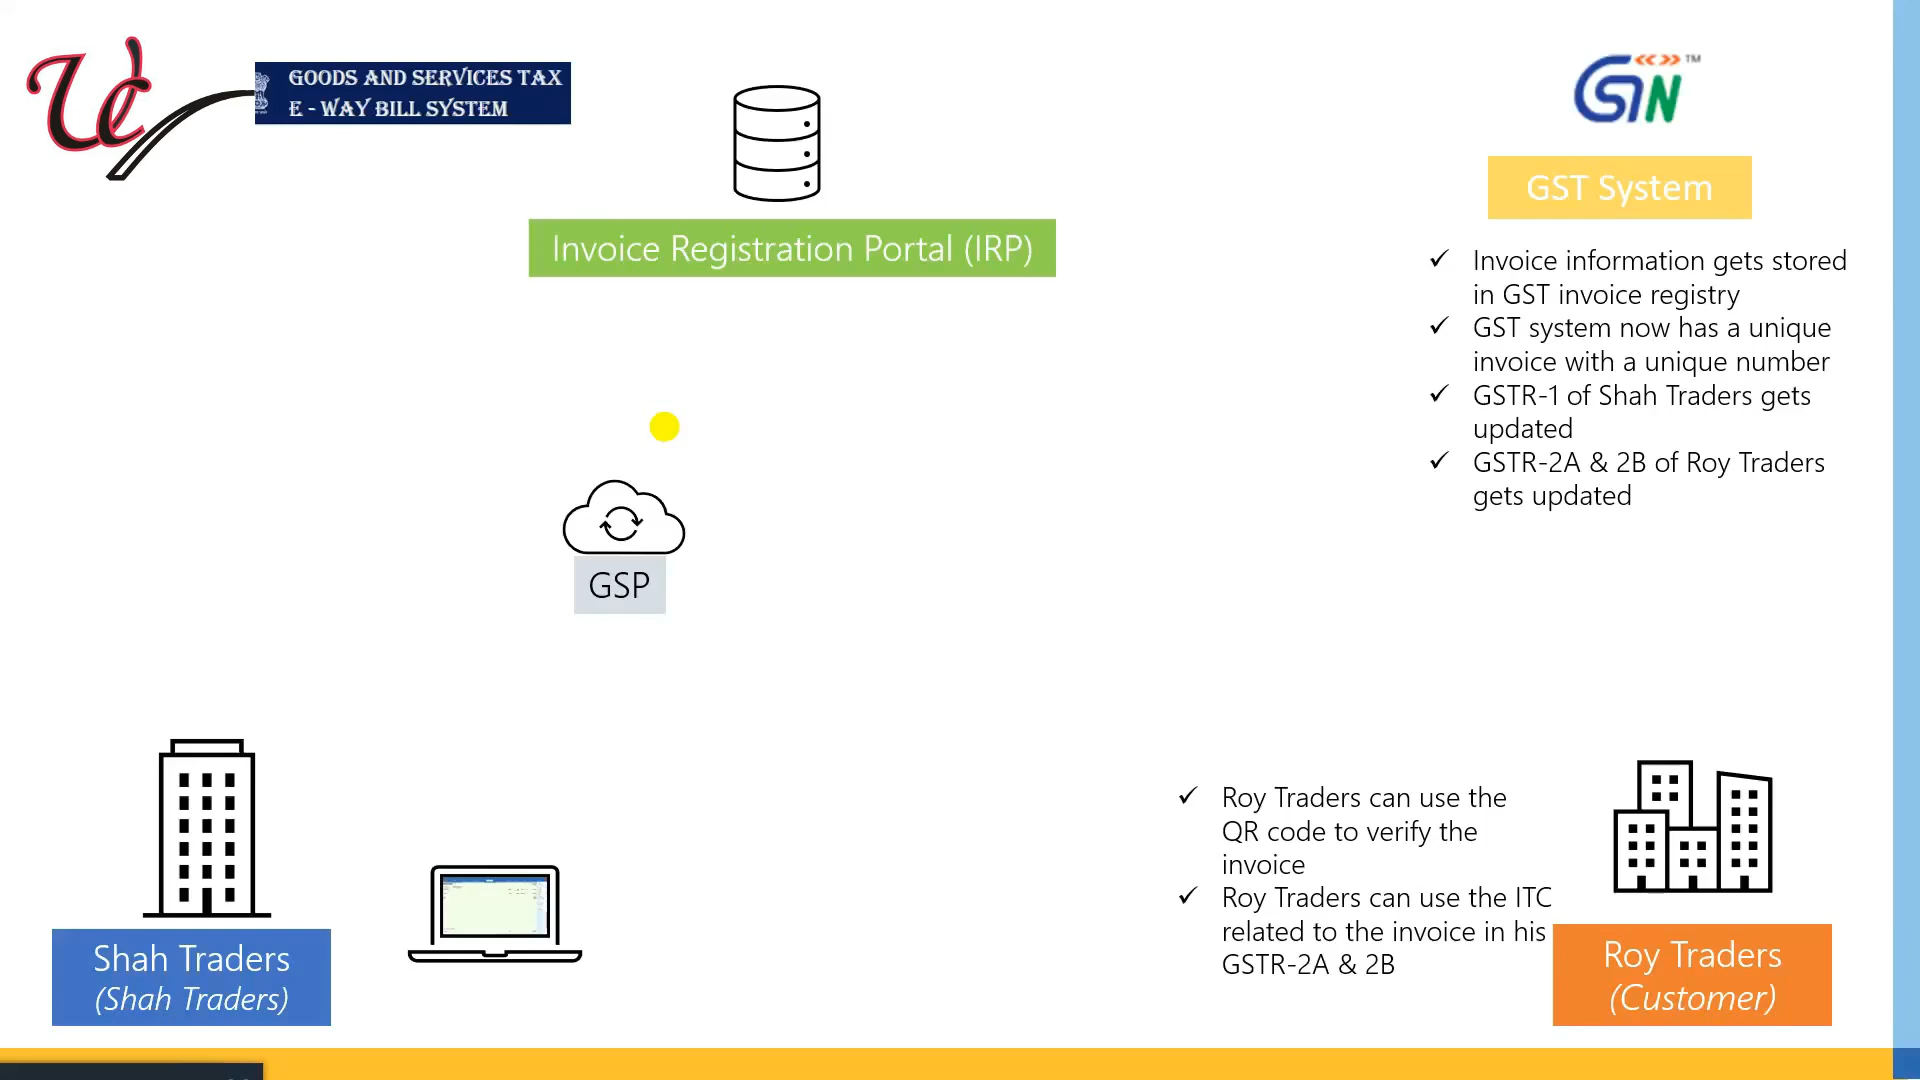 Uc
GOODS AND SERVICES TAX
E - WAY BILL SYSTEM
GSTN ™
GST System
Invoice Registration Portal (IRP)
✓ Invoice information gets stored
in GST invoice registry
✓ GST system now has a unique
invoice with a unique number
✓ GSTR-1 of Shah Traders gets
updated
✓ GSTR-2A & 2B of Roy Traders
gets updated
GSP
✓ Roy Traders can use the
QR code to verify the
invoice
✓ Roy Traders can use the ITC
related to the invoice in his
GSTR-2A & 2B
Shah Traders
(Shah Traders)
Roy Traders
(Customer)